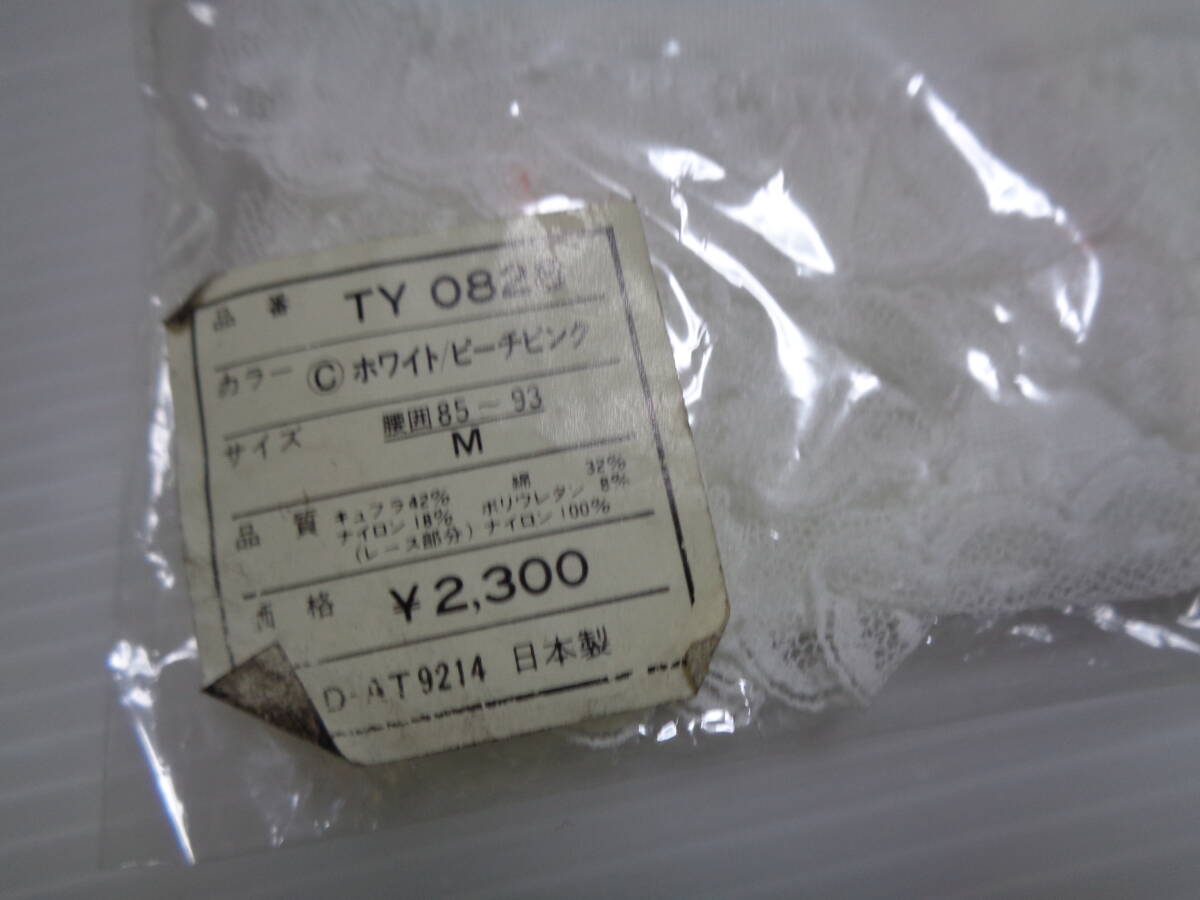 品番 TY 082
カラー Ⓒホワイト/ピーチピンク
サイズ 腰囲85～93
M
品質 キュプラ42% 綿 32%
ナイロン18% ポリウレタン 8%
(レース部分) ナイロン100%
価格 ¥2,300
D-AT9214 日本製